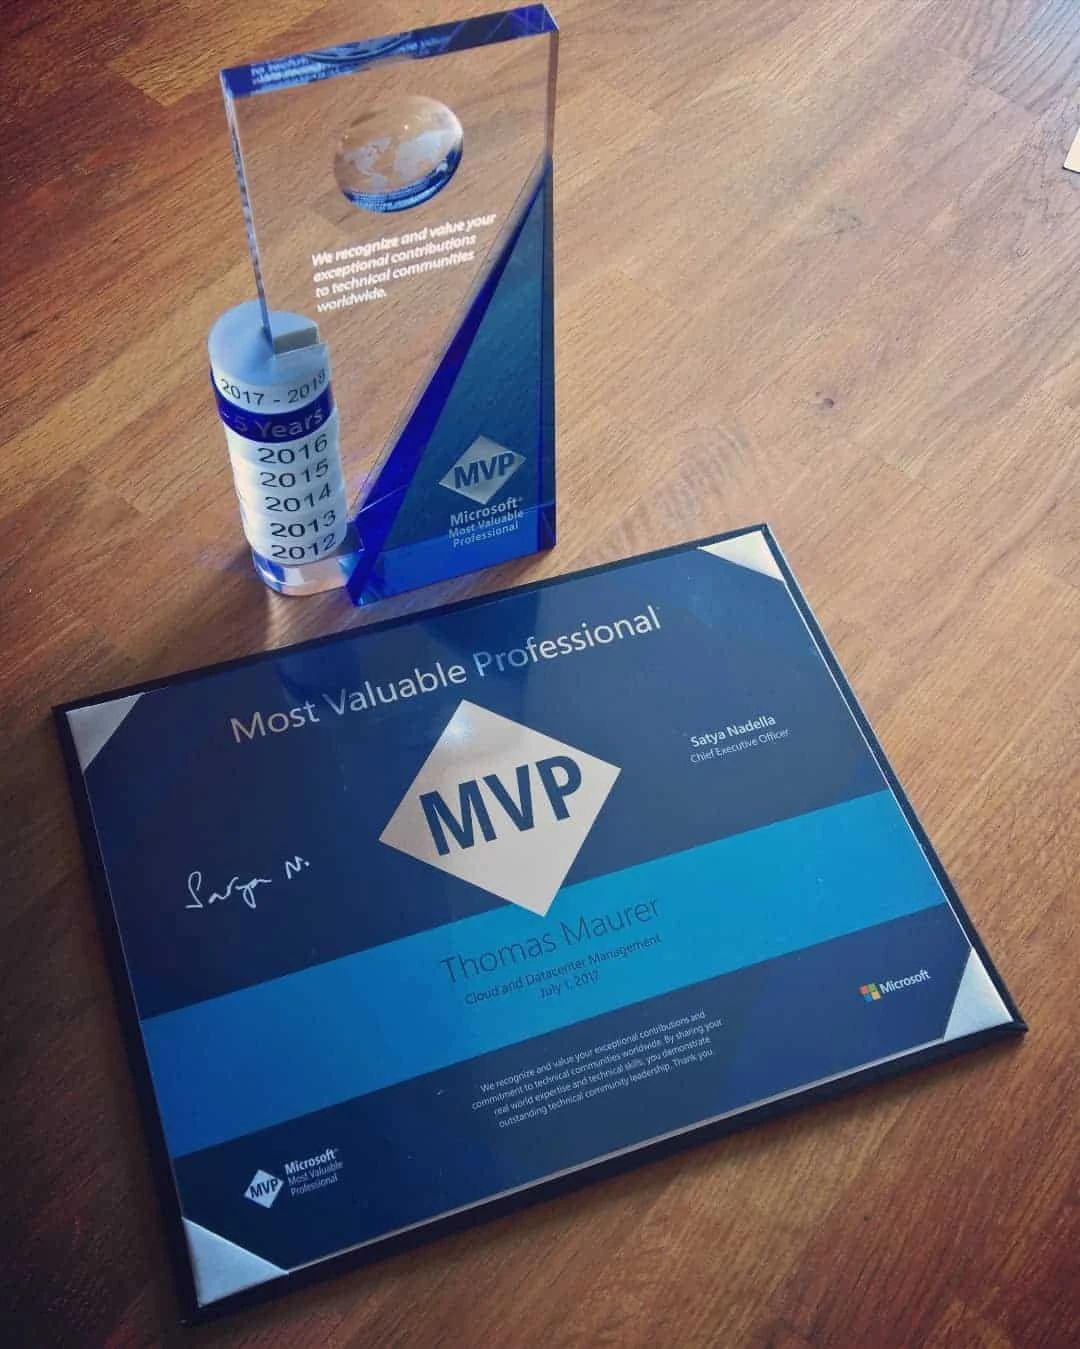 We recognize and value your
exceptional contributions
to technical communities
worldwide.
2017 - 2018
5 Years
2016
2015
2014
2013
2012
MVP
Microsoft®
Most Valuable
Professional
Most Valuable Professional
MVP
Satya Nadella
Chief Executive Officer
Satya N.
Thomas Maurer
Cloud and Datacenter Management
July 1, 2017
We recognize and value your exceptional contributions and
commitment to technical communities worldwide. By sharing your
real world expertise and technical skills, you demonstrate
outstanding technical community leadership. Thank you.
Microsoft
MVP
Microsoft®
Most Valuable
Professional